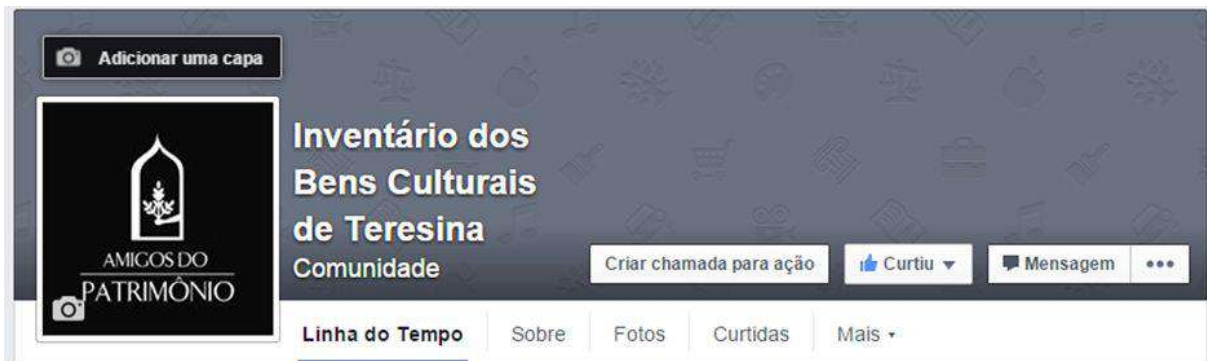 Adicionar uma capa
Inventário dos
Bens Culturais
de Teresina
Comunidade
AMIGOS DO
PATRIMÔNIO
Criar chamada para ação
Curtiu
Mensagem
Linha do Tempo
Sobre
Fotos
Curtidas
Mais